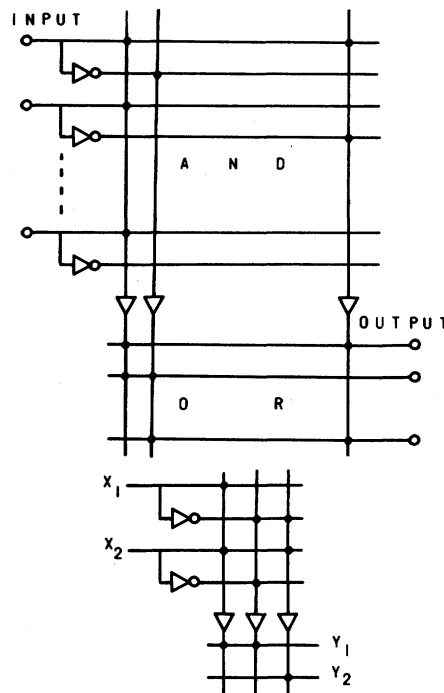 INPUT
AND
OUTPUT
OR
X1
X2
Y1
Y2